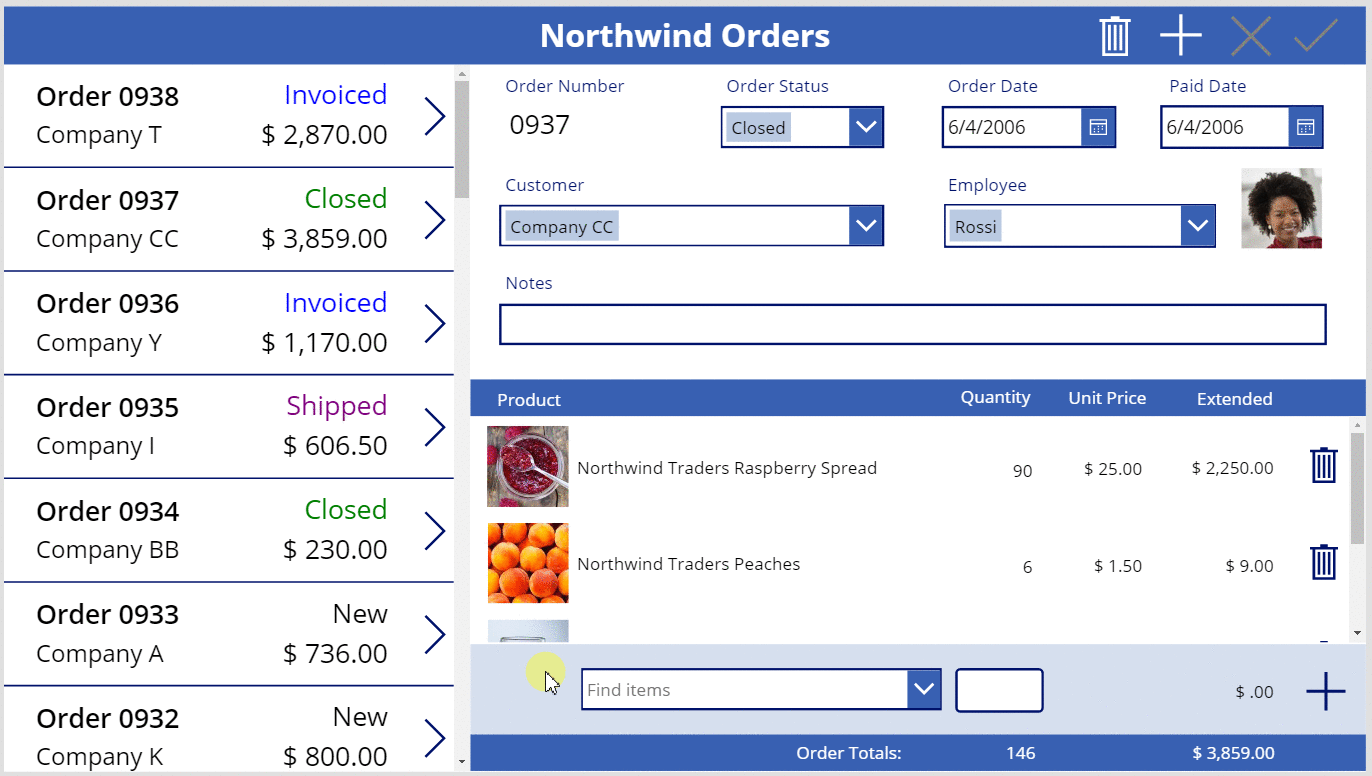 Northwind Orders
Order 0938 Invoiced
Company T $ 2,870.00
Order 0937 Closed
Company CC $ 3,859.00
Order 0936 Invoiced
Company Y $ 1,170.00
Order 0935 Shipped
Company I $ 606.50
Order 0934 Closed
Company BB $ 230.00
Order 0933 New
Company A $ 736.00
Order 0932 New
Company K $ 800.00
Order Number Order Status Order Date Paid Date
0937 Closed 6/4/2006 6/4/2006
Customer Employee
Company CC Rossi
Notes
Product Quantity Unit Price Extended
Northwind Traders Raspberry Spread 90 $ 25.00 $ 2,250.00
Northwind Traders Peaches 6 $ 1.50 $ 9.00
Find items $ .00
Order Totals: 146 $ 3,859.00